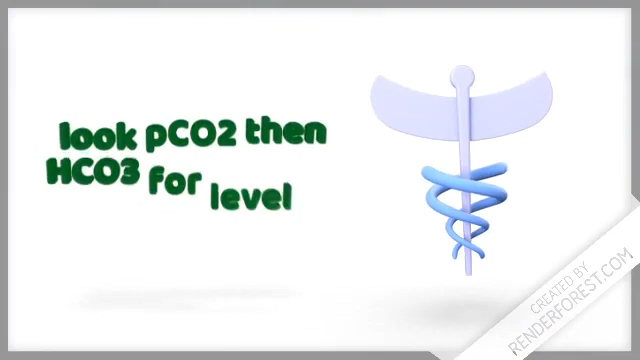 look pCO2 then
HCO3 for level
CREATED BY
RENDERFOREST.COM